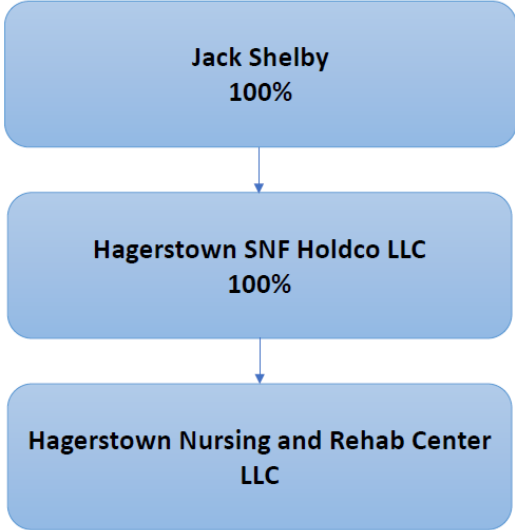 Jack Shelby
100%
Hagerstown SNF Holdco LLC
100%
Hagerstown Nursing and Rehab Center
LLC